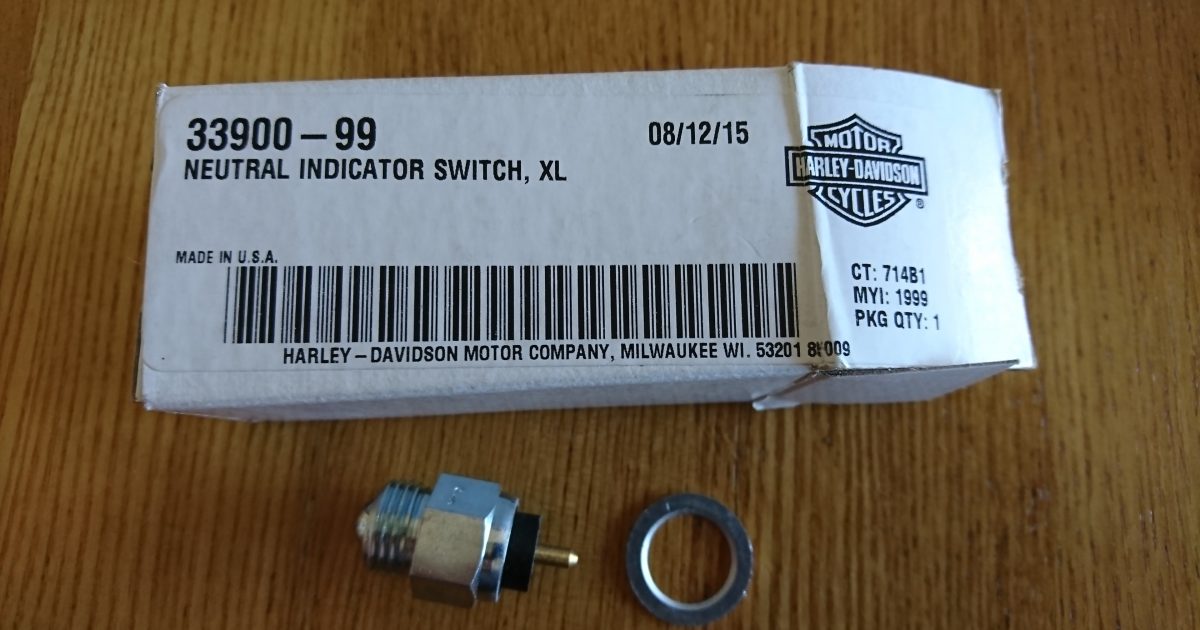 33900–99
08/12/15
NEUTRAL INDICATOR SWITCH, XL
MOTOR
HARLEY-DAVIDSON
CYCLES
®
MADE IN U.S.A.
CT: 714B1
MYI: 1999
PKG QTY: 1
HARLEY–DAVIDSON MOTOR COMPANY, MILWAUKEE WI. 53201